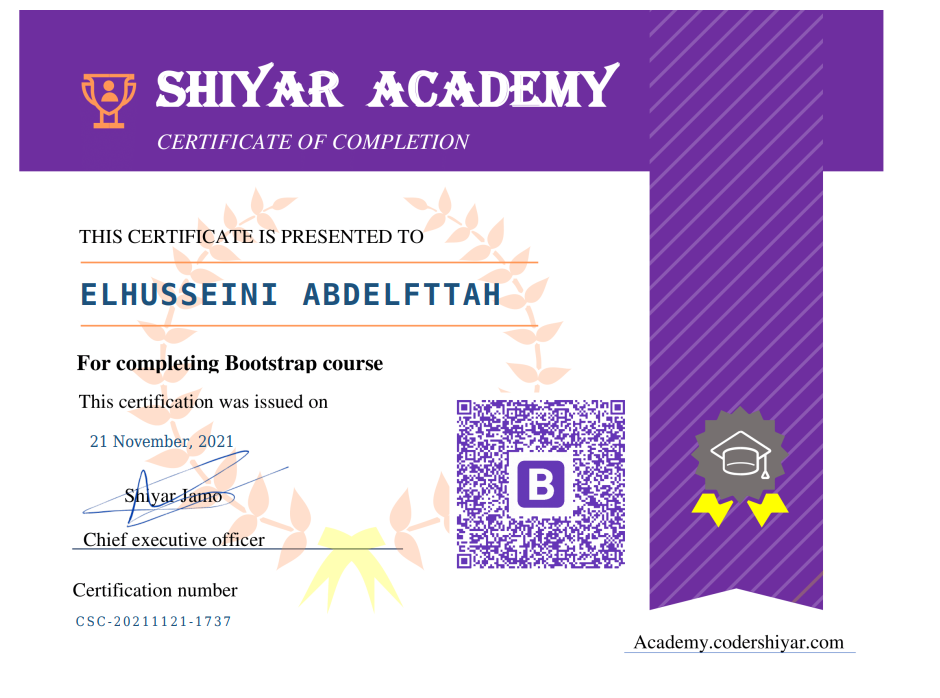 SHIYAR ACADEMY
CERTIFICATE OF COMPLETION
THIS CERTIFICATE IS PRESENTED TO
ELHUSSEINI ABDELFTTAH
For completing Bootstrap course
This certification was issued on
21 November, 2021
Shiyar Jamo
Chief executive officer
B
Certification number
CSC-20211121-1737
Academy.codershiyar.com